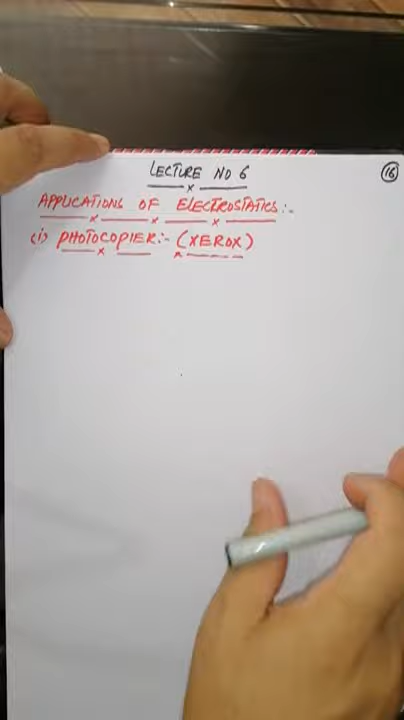 LECTURE NO 6
16
APPLICATIONS OF ELECTROSTATICS:-
(i) PHOTOCOPIER:- (XEROX)